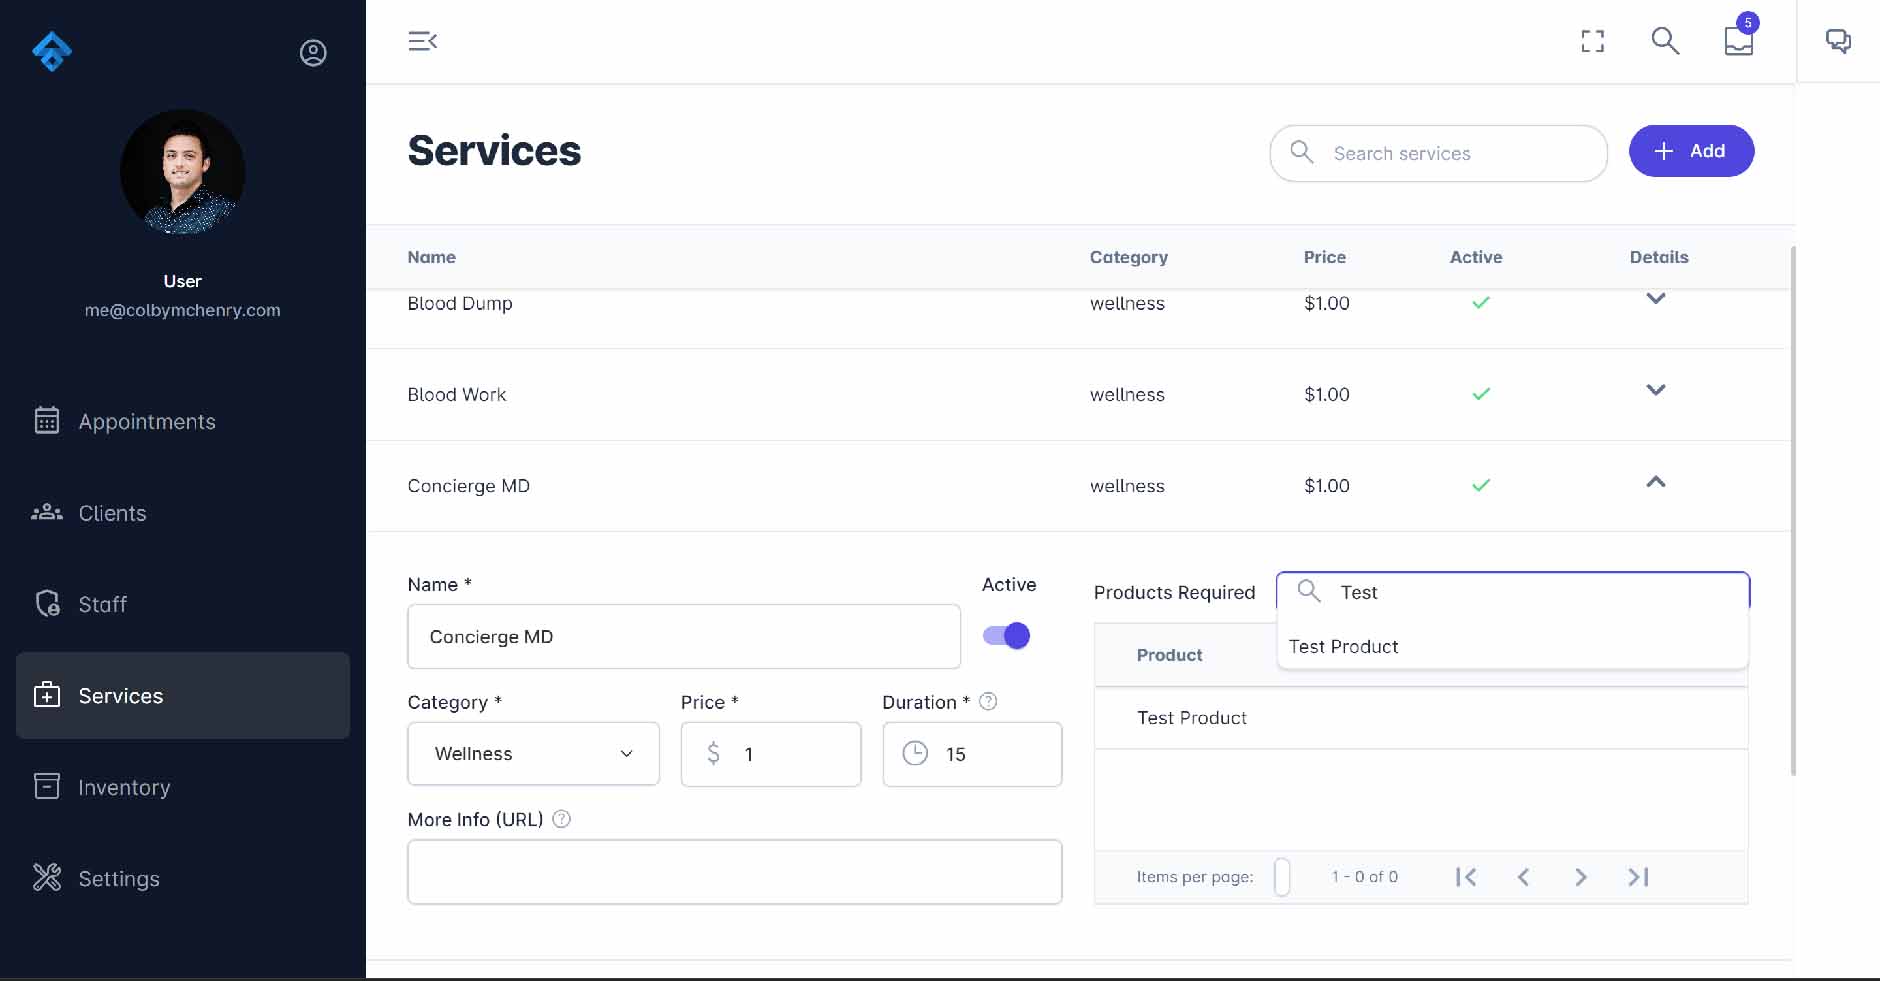 5
Services
Search services
Add
User
me@colbymchenry.com
Appointments
Clients
Staff
Services
Inventory
Settings
Name Category Price Active Details
Blood Dump wellness $1.00
Blood Work wellness $1.00
Concierge MD wellness $1.00
Name *
Active
Concierge MD
Category * Price * Duration * ?
Wellness $ 1 15
More Info (URL) ?
Products Required Test
Test Product
Product
Test Product
Items per page: 1 - 0 of 0